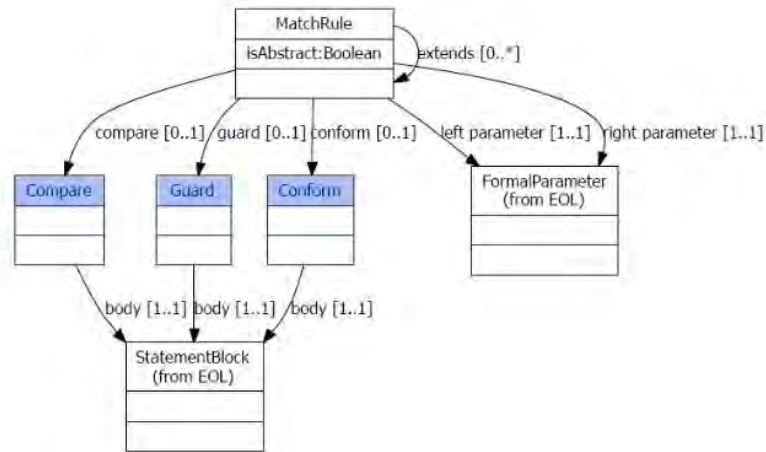 MatchRule
isAbstract:Boolean
extends [0..*]
compare [0..1]
guard [0..1]
conform [0..1]
left parameter [1..1]
right parameter [1..1]
Compare
Guard
Conform
FormalParameter
(from EOL)
body [1..1]
body [1..1]
body [1..1]
StatementBlock
(from EOL)